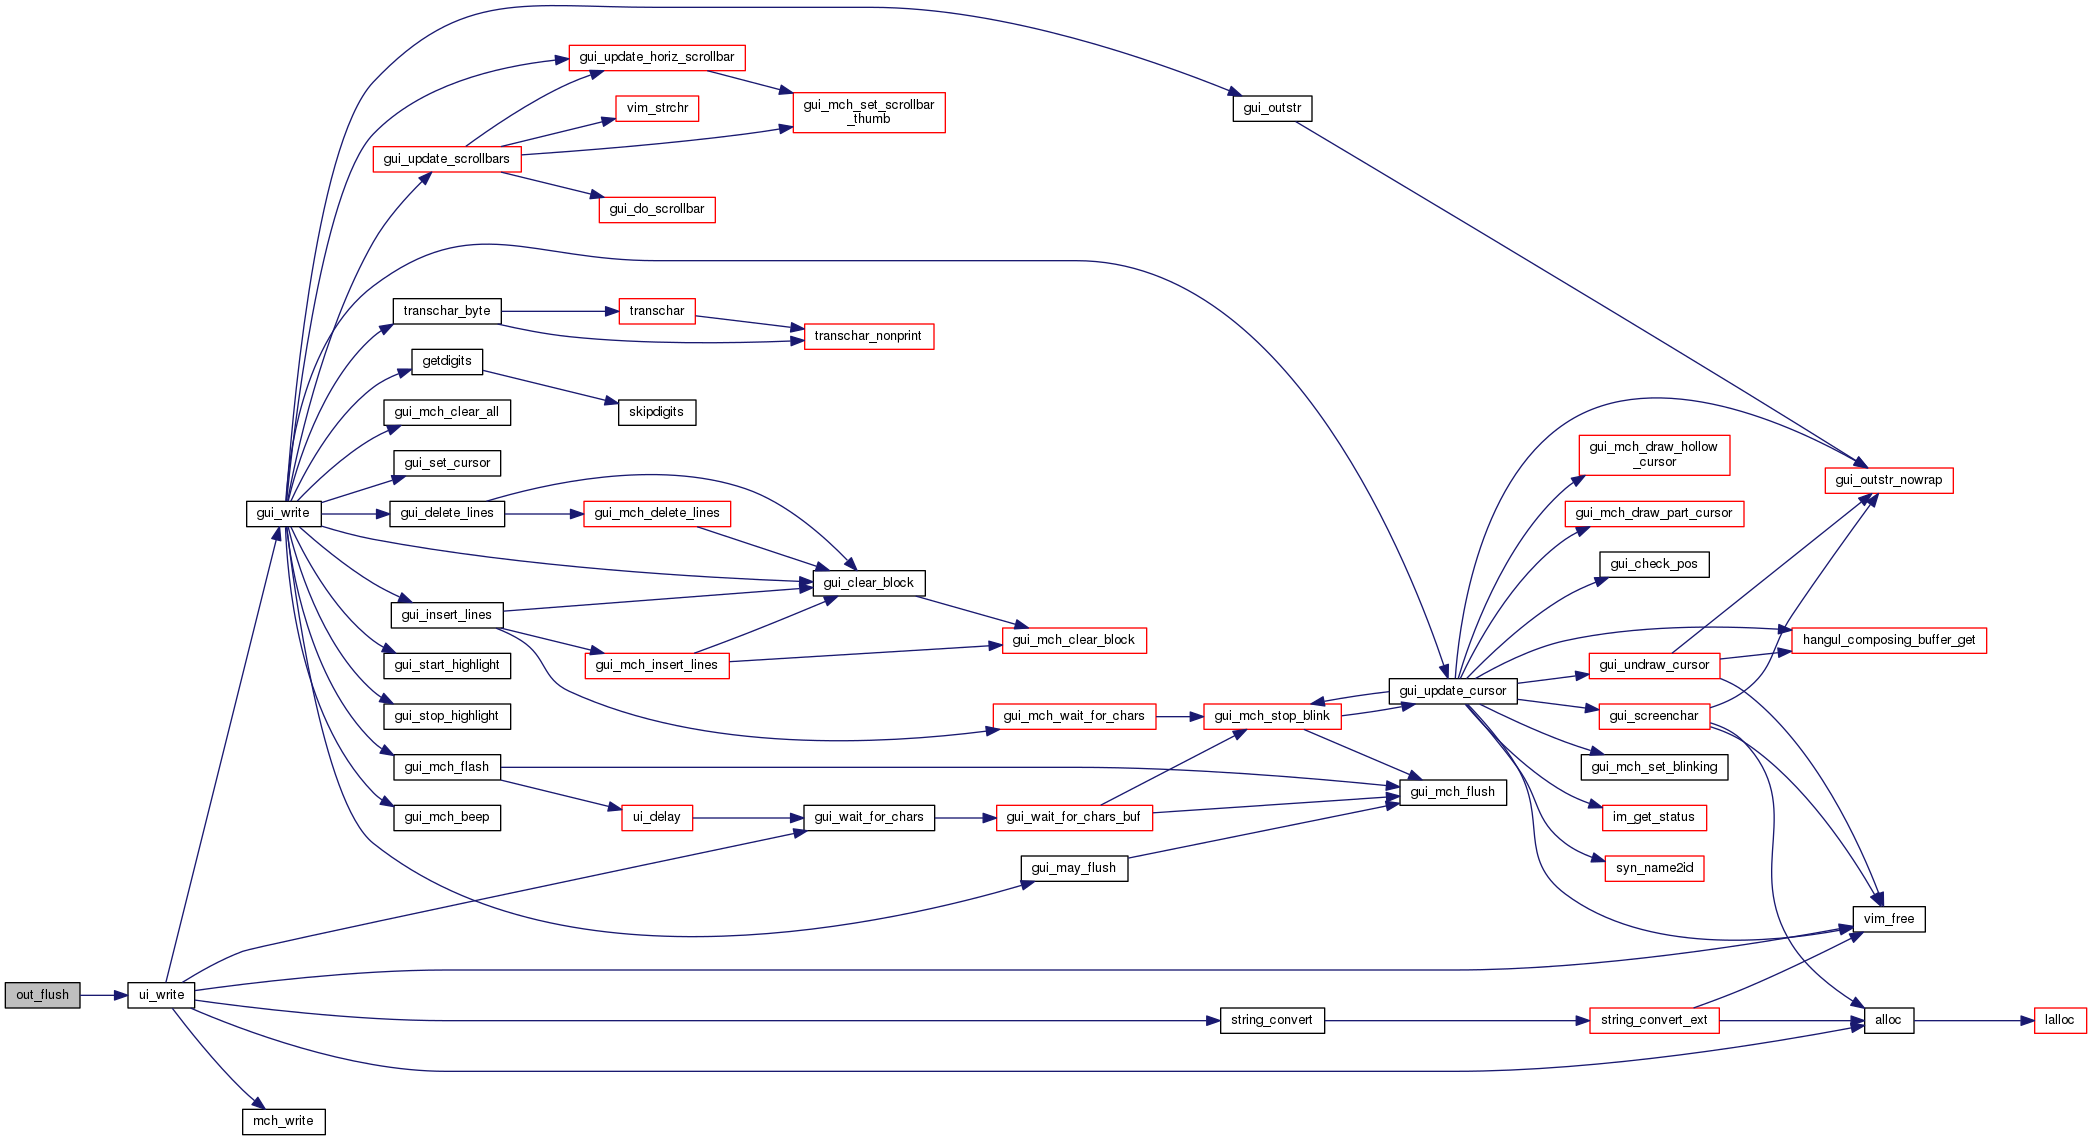 gui_update_horiz_scrollbar
vim_strchr
gui_mch_set_scrollbar
_thumb
gui_outstr
gui_update_scrollbars
gui_do_scrollbar
transchar_byte
transchar
transchar_nonprint
getdigits
gui_mch_clear_all
skipdigits
gui_set_cursor
gui_mch_draw_hollow
_cursor
gui_outstr_nowrap
gui_write
gui_delete_lines
gui_mch_delete_lines
gui_mch_draw_part_cursor
gui_check_pos
gui_clear_block
gui_insert_lines
gui_mch_clear_block
hangul_composing_buffer_get
gui_start_highlight
gui_mch_insert_lines
gui_undraw_cursor
gui_update_cursor
gui_stop_highlight
gui_mch_wait_for_chars
gui_mch_stop_blink
gui_screenchar
gui_mch_flash
gui_mch_set_blinking
gui_mch_flush
gui_mch_beep
ui_delay
gui_wait_for_chars
gui_wait_for_chars_buf
im_get_status
gui_may_flush
syn_name2id
vim_free
out_flush
ui_write
string_convert
string_convert_ext
alloc
lalloc
mch_write